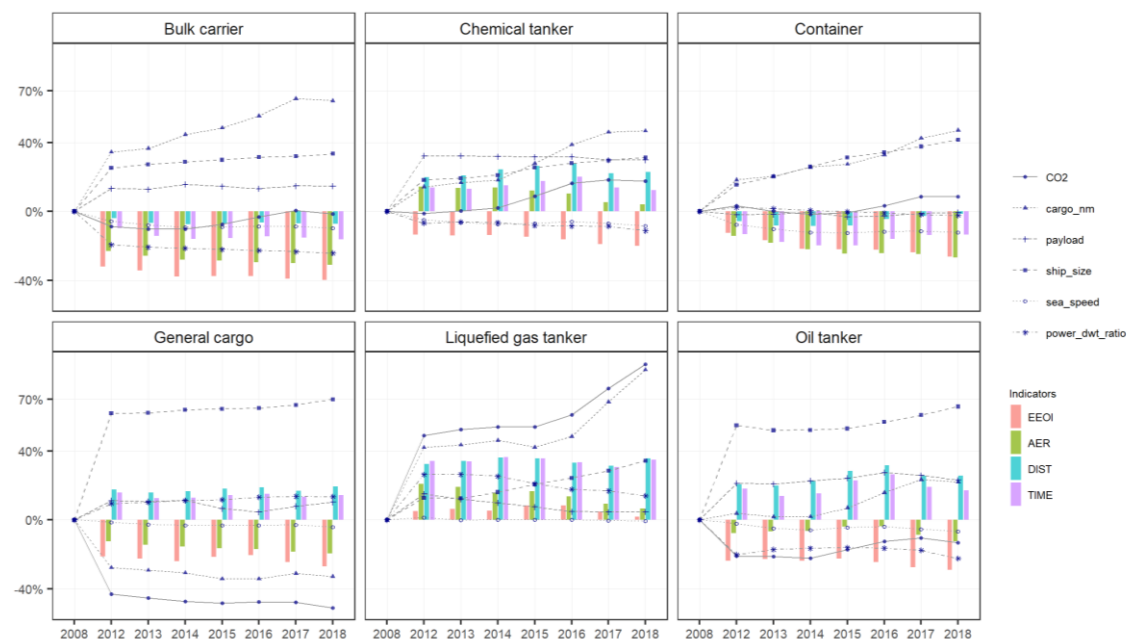 Bulk carrier
Chemical tanker
Container
70%
40%
0%
-40%
CO2
cargo_nm
payload
ship_size
sea_speed
power_dwt_ratio
General cargo
Liquefied gas tanker
Oil tanker
70%
40%
0%
-40%
Indicators
EEOI
AER
DIST
TIME
2008 2012 2013 2014 2015 2016 2017 2018
2008 2012 2013 2014 2015 2016 2017 2018
2008 2012 2013 2014 2015 2016 2017 2018